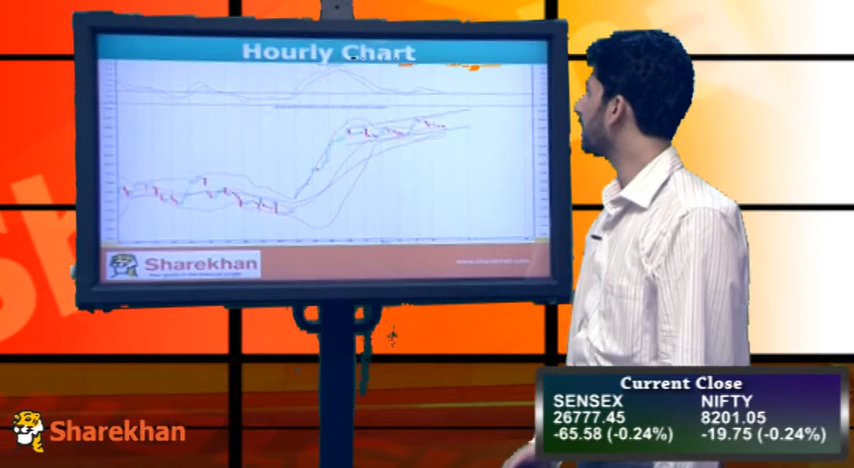 Hourly Chart
Sharekhan
www.sharekhan.com
Current Close
SENSEX NIFTY
26777.45 8201.05
-65.58 (-0.24%) -19.75 (-0.24%)
Sharekhan